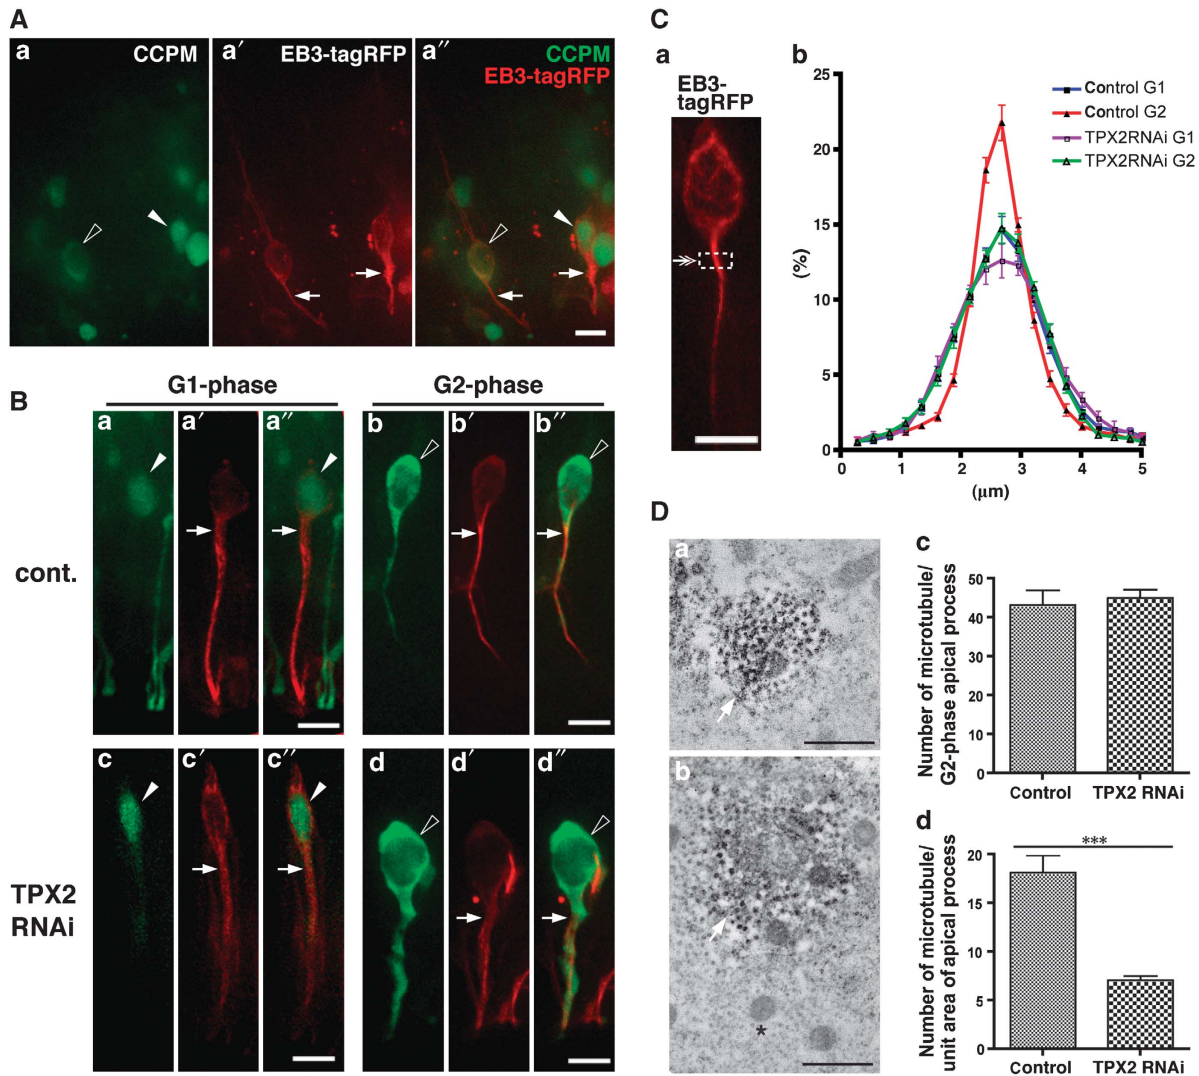 A
a
CCPM
a′
EB3-tagRFP
a″
CCPM
EB3-tagRFP
B
G1-phase
G2-phase
a
a′
a″
b
b′
b″
cont.
c
c′
c″
d
d′
d″
TPX2
RNAi
C
a
EB3-
tagRFP
b
25
20
15
10
5
0
(%)
0
1
2
3
4
5
(μm)
Control G1
Control G2
TPX2RNAi G1
TPX2RNAi G2
D
a
b
*
c
Number of microtubule/
G2-phase apical process
50
40
30
20
10
0
Control
TPX2 RNAi
d
Number of microtubule/
unit area of apical process
20
15
10
5
0
***
Control
TPX2 RNAi